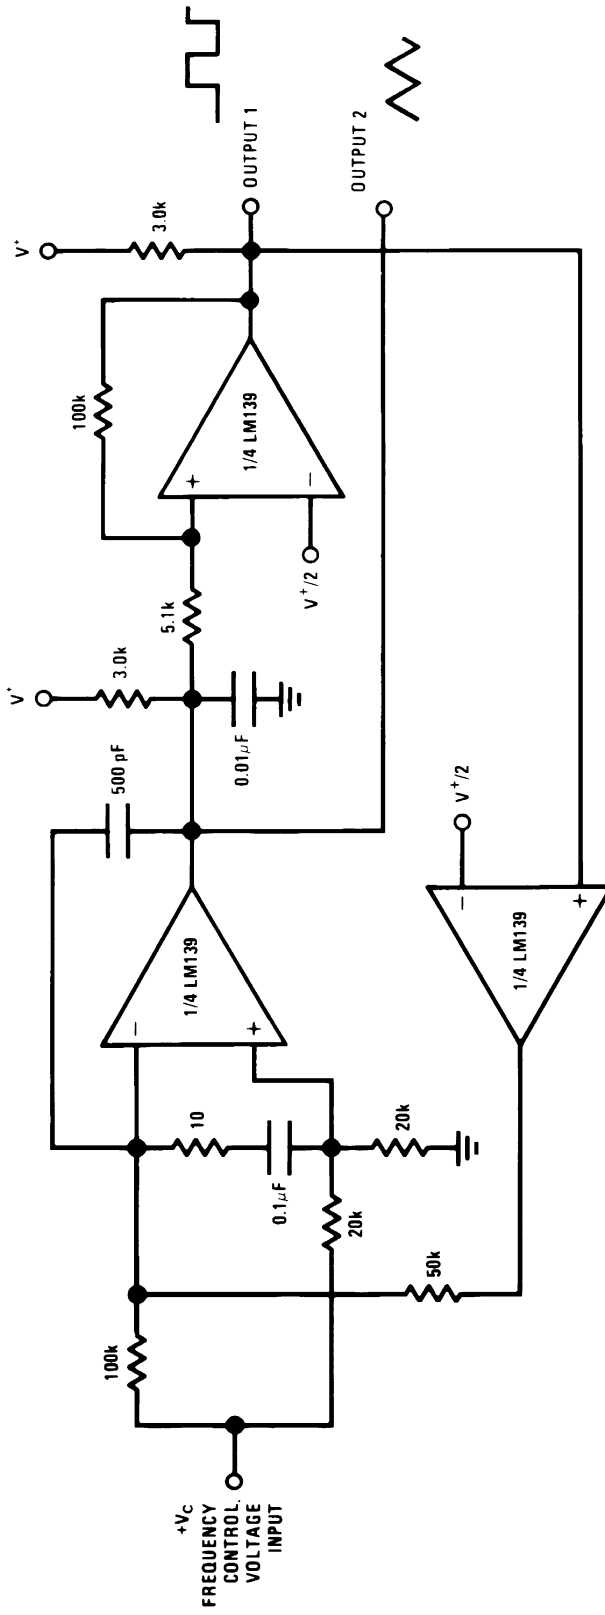 V⁺
3.0k
100k
OUTPUT 1
+
1/4 LM139
−
V⁺/2
5.1k
V⁺
3.0k
0.01μF
500 pF
OUTPUT 2
−
1/4 LM139
+
10
0.1μF
20k
20k
100k
50k
V⁺/2
−
1/4 LM139
+
+VC
FREQUENCY
CONTROL.
VOLTAGE
INPUT